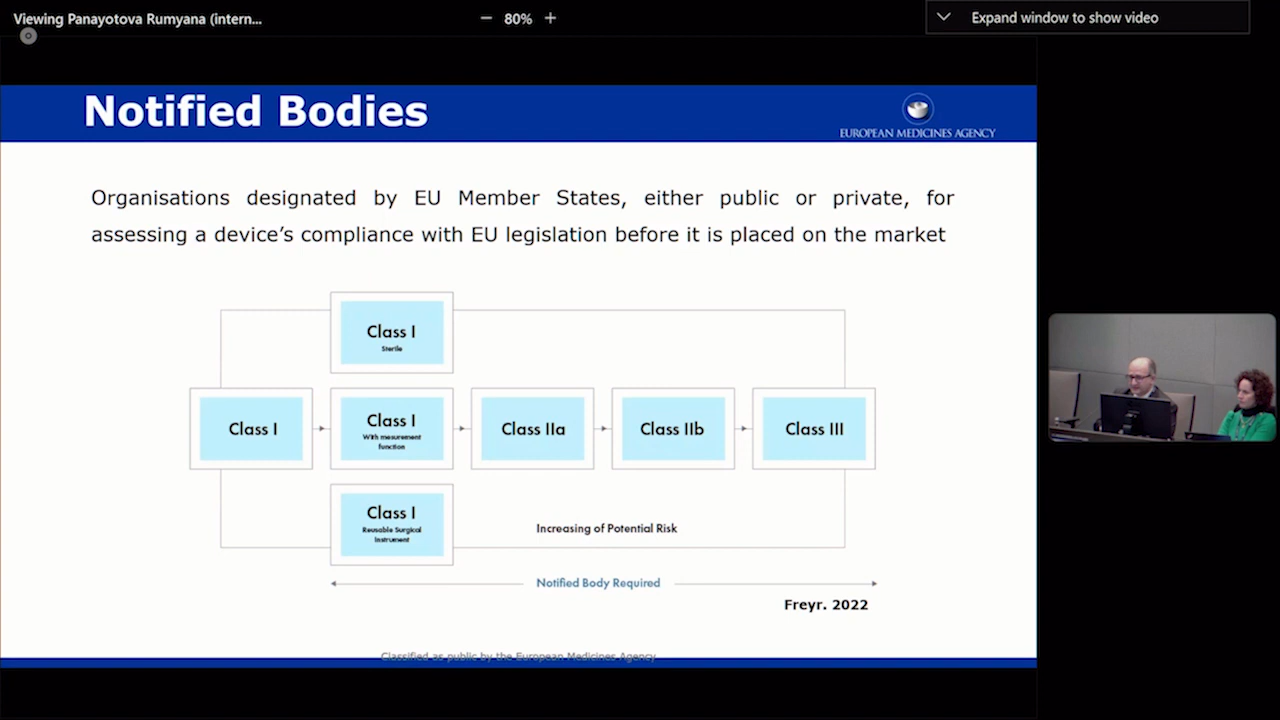 Viewing Panayotova Rumyana (intern...
80%
Expand window to show video
Notified Bodies
EUROPEAN MEDICINES AGENCY
Organisations designated by EU Member States, either public or private, for
assessing a device's compliance with EU legislation before it is placed on the market
Class I
Sterile
Class I
Class I
With mesurement
function
Class IIa
Class IIb
Class III
Class I
Reusable Surgical
Instrument
Increasing of Potential Risk
Notified Body Required
Freyr. 2022
Classified as public by the European Medicines Agency